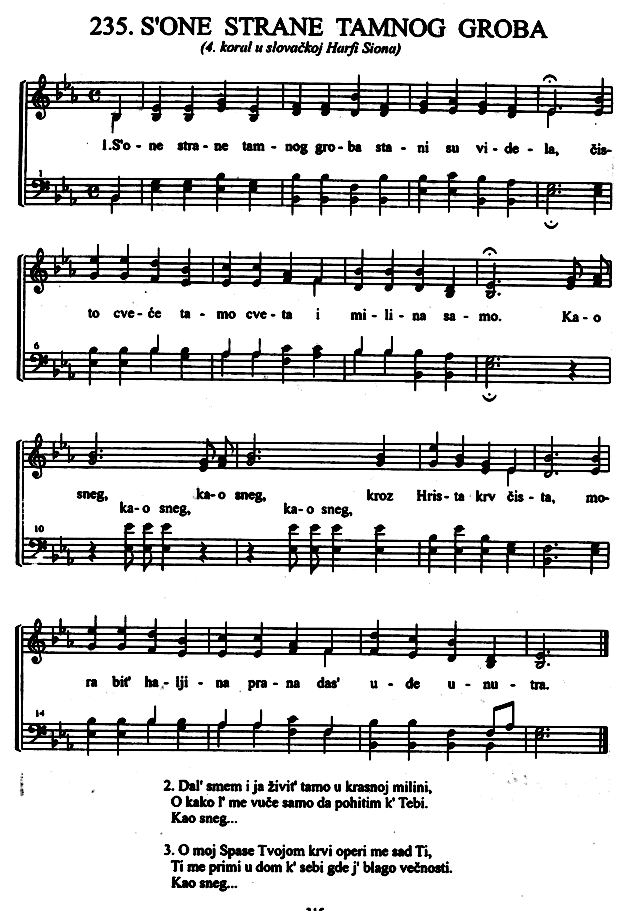 235. S'ONE STRANE TAMNOG GROBA
(4. koral u slovačkoj Harfi Siona)
1.S'o - ne stra - ne tam - nog gro - ba sta - ni su vi - de - la, čis-
1
to cve - će ta - mo cve - ta i mi - li - na sa - mo. Ka - o
6
sneg, ka - o sneg, kroz Hris - ta krv čis - ta, mo-
ka - o sneg, ka - o sneg,
10
ra bit' ha - lji - na pra - na das' u - đe u - nu - tra.
14
2. Dal' smem i ja živit' tamo u krasnoj milini,
O kako l' me vuče samo da pohitim k' Tebi.
Kao sneg...
3. O moj Spase Tvojom krvi operi me sad Ti,
Ti me primi u dom k' sebi gde j' blago večnosti.
Kao sneg...